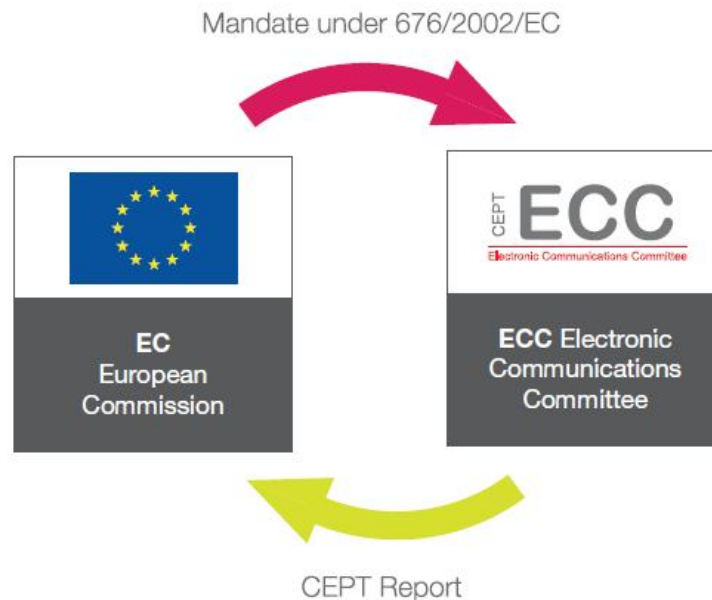 Mandate under 676/2002/EC
CEPT
ECC
Electronic Communications Committee
EC
European
Commission
ECC Electronic
Communications
Committee
CEPT Report